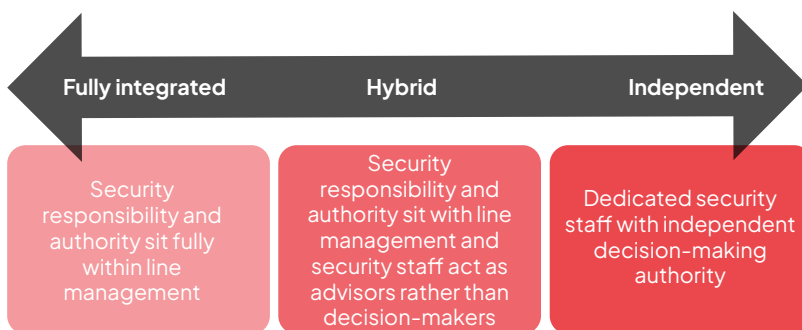 Fully integrated
Hybrid
Independent
Security
responsibility and
authority sit fully
within line
management
Security
responsibility and
authority sit with line
management and
security staff act as
advisors rather than
decision-makers
Dedicated security
staff with independent
decision-making
authority